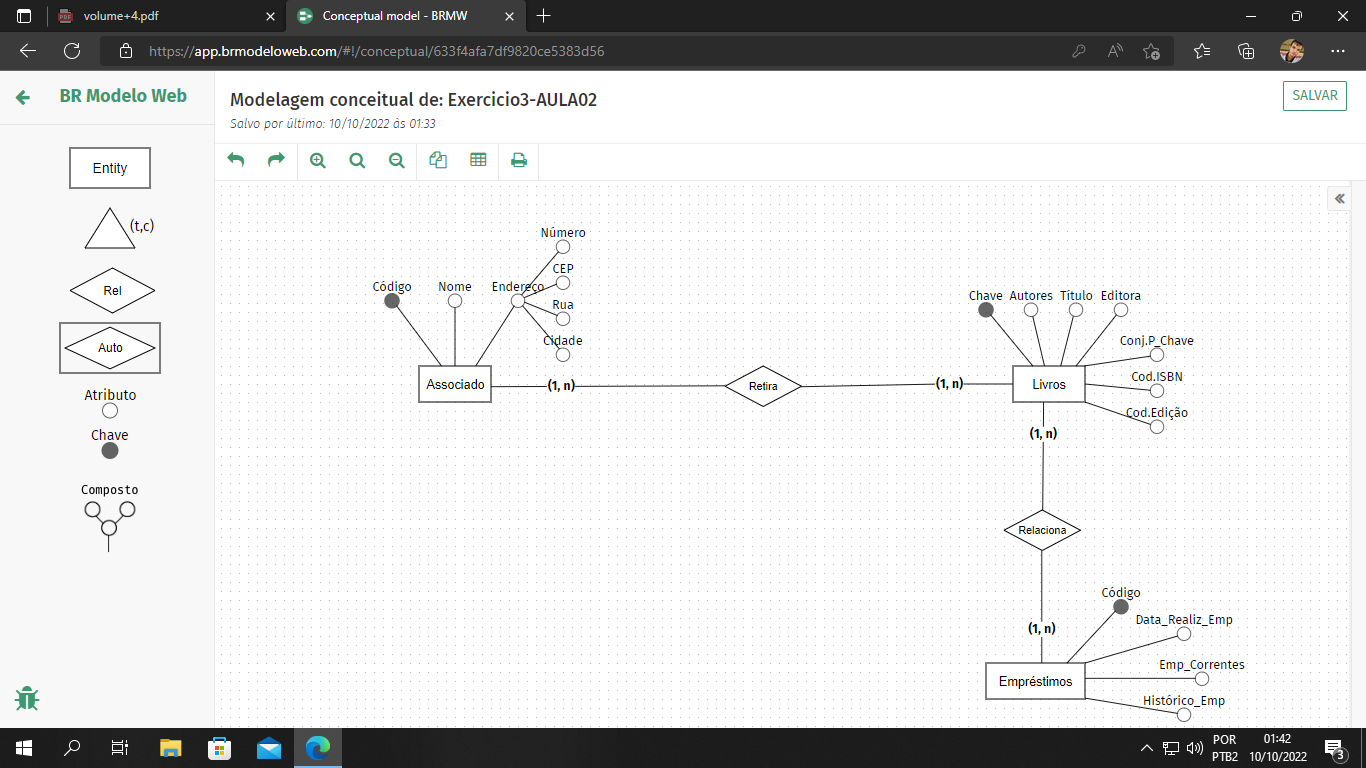 volume+4.pdf
Conceptual model - BRMW
https://app.brmodeloweb.com/#!/conceptual/633f4afa7df9820ce5383d56
BR Modelo Web
Modelagem conceitual de: Exercicio3-AULA02
SALVAR
Salvo por último: 10/10/2022 às 01:33
Entity
(t,c)
Rel
Auto
Atributo
Chave
Composto
Número
CEP
Código
Nome
Endereço
Rua
Cidade
Associado
(1, n)
Retira
(1, n)
Livros
Chave
Autores
Título
Editora
Conj.P_Chave
Cod.ISBN
Cod.Edição
(1, n)
Relaciona
(1, n)
Empréstimos
Código
Data_Realiz_Emp
Emp_Correntes
Histórico_Emp
POR
PTB2
01:42
10/10/2022
3